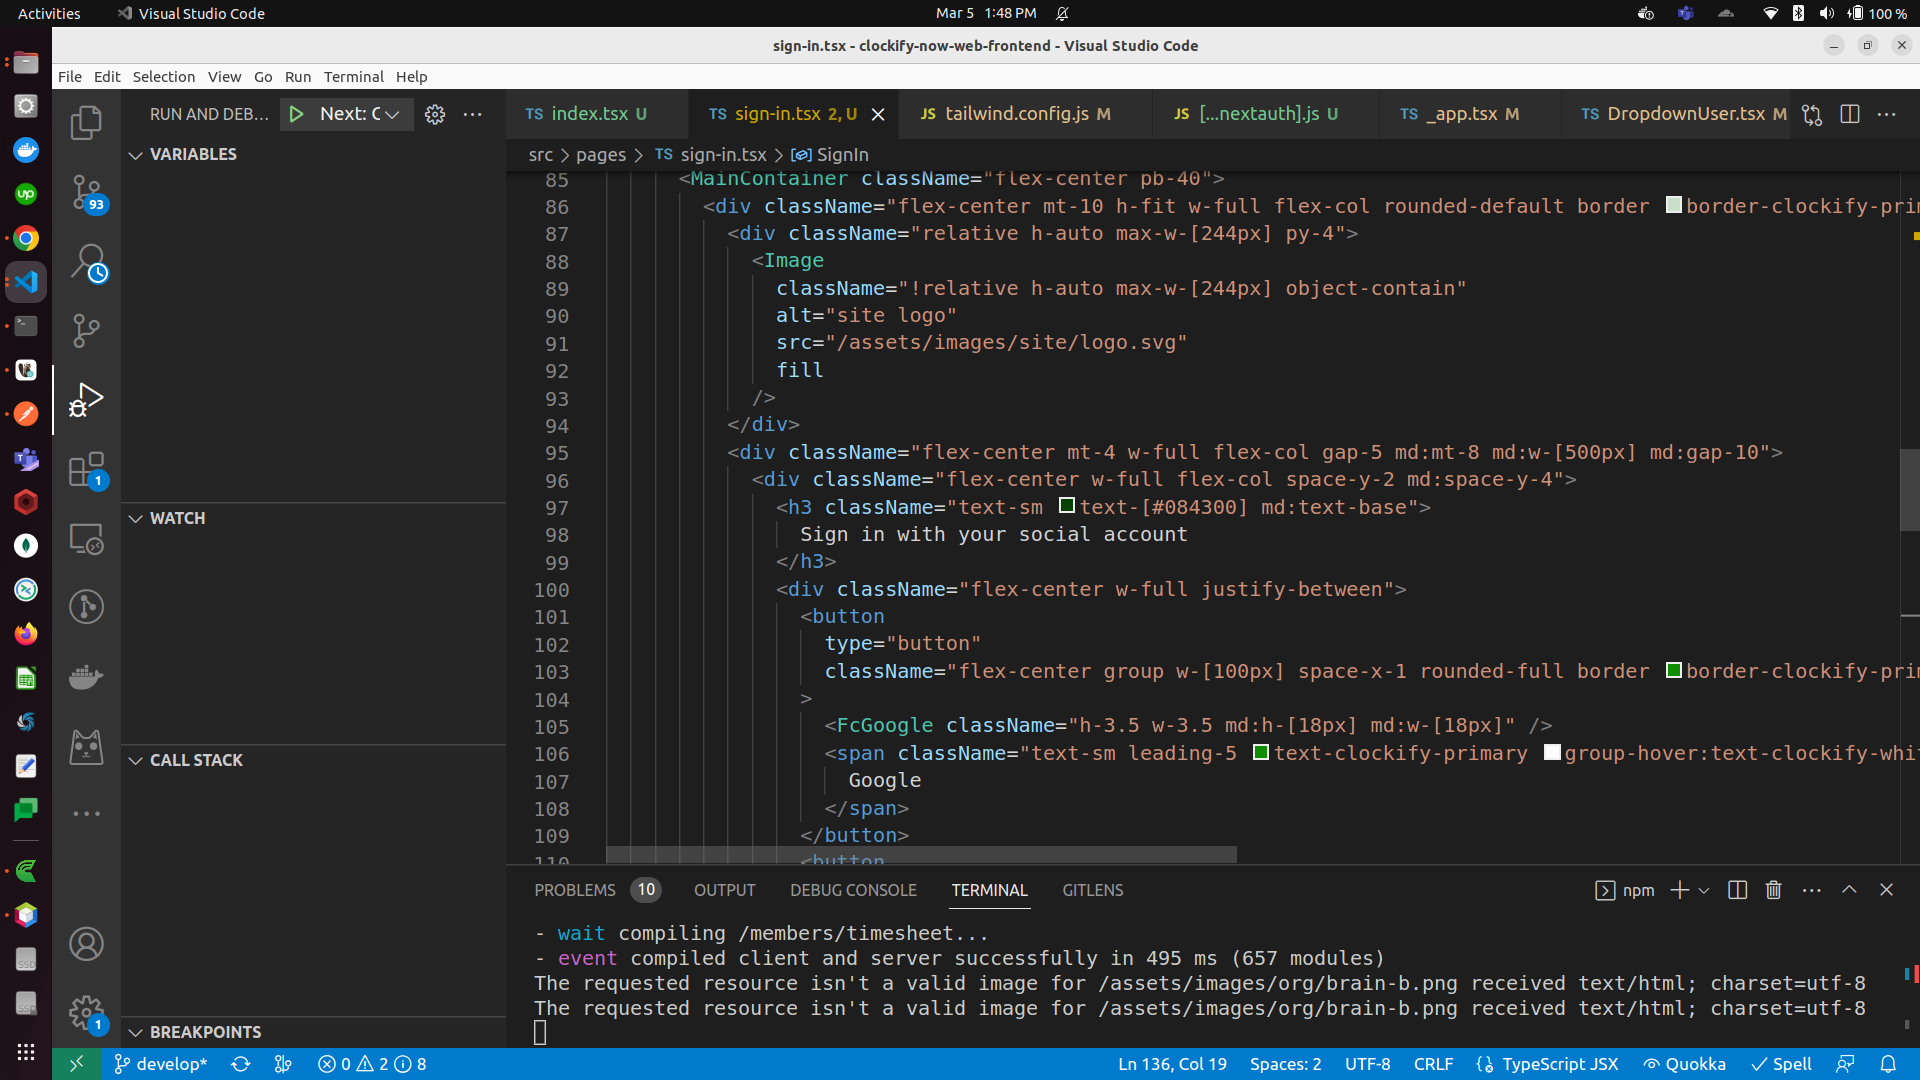 Activities
Visual Studio Code
Mar 5 1:48 PM
100 %
sign-in.tsx - clockify-now-web-frontend - Visual Studio Code
File Edit Selection View Go Run Terminal Help
RUN AND DEB... Next: C
TS index.tsx U
TS sign-in.tsx 2, U
JS tailwind.config.js M
JS [...nextauth].js U
TS _app.tsx M
TS DropdownUser.tsx M
VARIABLES
WATCH
CALL STACK
BREAKPOINTS
93
1
1
up
SSD
SSD
src > pages > TS sign-in.tsx > SignIn
85 <MainContainer className="flex-center pb-40">
86 <div className="flex-center mt-10 h-fit w-full flex-col rounded-default border border-clockify-prim
87 <div className="relative h-auto max-w-[244px] py-4">
88 <Image
89 className="!relative h-auto max-w-[244px] object-contain"
90 alt="site logo"
91 src="/assets/images/site/logo.svg"
92 fill
93 />
94 </div>
95 <div className="flex-center mt-4 w-full flex-col gap-5 md:mt-8 md:w-[500px] md:gap-10">
96 <div className="flex-center w-full flex-col space-y-2 md:space-y-4">
97 <h3 className="text-sm text-[#084300] md:text-base">
98 Sign in with your social account
99 </h3>
100 <div className="flex-center w-full justify-between">
101 <button
102 type="button"
103 className="flex-center group w-[100px] space-x-1 rounded-full border border-clockify-prim
104 >
105 <FcGoogle className="h-3.5 w-3.5 md:h-[18px] md:w-[18px]" />
106 <span className="text-sm leading-5 text-clockify-primary group-hover:text-clockify-whi
107 Google
108 </span>
109 </button>
110 <button
PROBLEMS 10 OUTPUT DEBUG CONSOLE TERMINAL GITLENS
npm
- wait compiling /members/timesheet...
- event compiled client and server successfully in 495 ms (657 modules)
The requested resource isn't a valid image for /assets/images/org/brain-b.png received text/html; charset=utf-8
The requested resource isn't a valid image for /assets/images/org/brain-b.png received text/html; charset=utf-8
develop* 0 2 8
Ln 136, Col 19 Spaces: 2 UTF-8 CRLF TypeScript JSX Quokka Spell